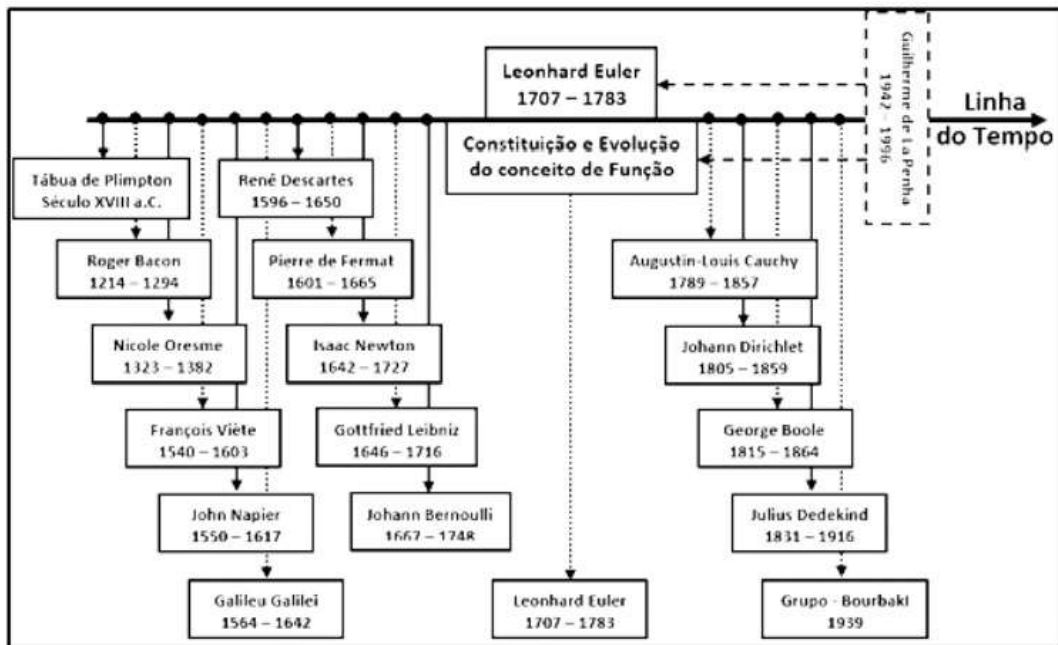 Leonhard Euler
1707 – 1783
Guilherme de La Penha
1942 - 1996
Linha
do Tempo
Constituição e Evolução
do conceito de Função
Tábua de Plimpton
Século XVIII a.C.
René Descartes
1596 – 1650
Roger Bacon
1214 – 1294
Pierre de Fermat
1601 – 1665
Augustin-Louis Cauchy
1789 – 1857
Nicole Oresme
1323 – 1382
Isaac Newton
1642 – 1727
Johann Dirichlet
1805 – 1859
François Viète
1540 – 1603
Gottfried Leibniz
1646 – 1716
George Boole
1815 – 1864
John Napier
1550 – 1617
Johann Bernoulli
1667 – 1748
Julius Dedekind
1831 – 1916
Galileu Galilei
1564 – 1642
Leonhard Euler
1707 – 1783
Grupo - Bourbaki
1939